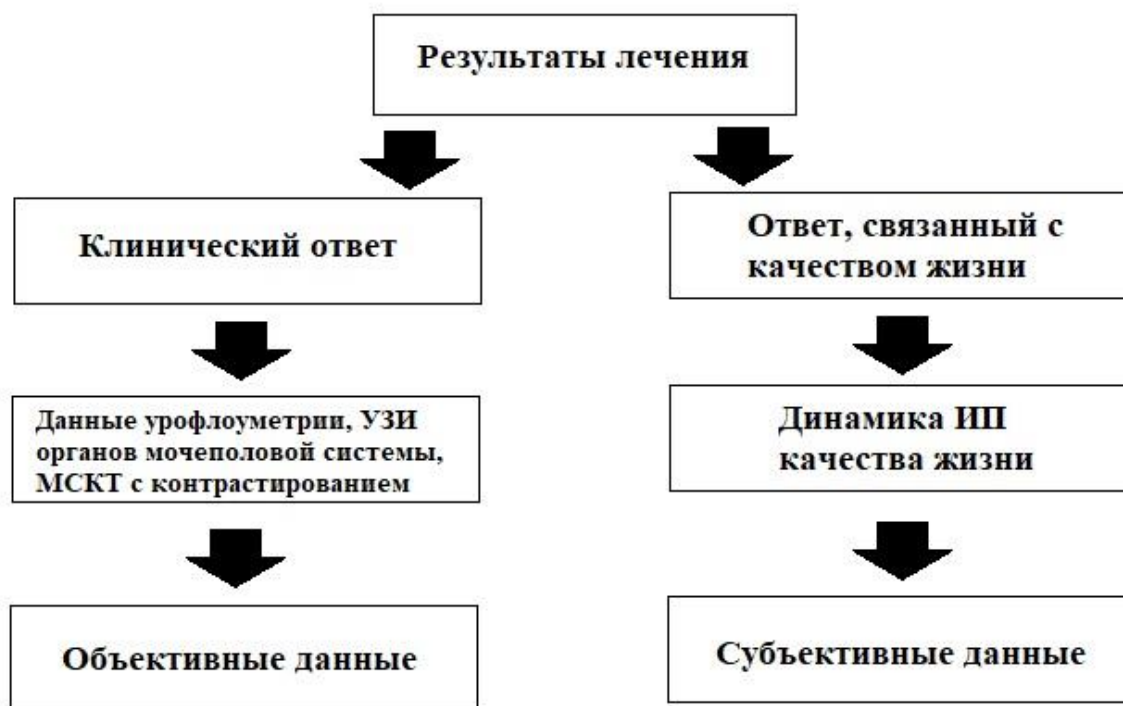 Результаты лечения
Клинический ответ
Ответ, связанный с
качеством жизни
Данные урофлоуметрии, УЗИ
органов мочеполовой системы,
МСКТ с контрастированием
Динамика ИП
качества жизни
Объективные данные
Субъективные данные